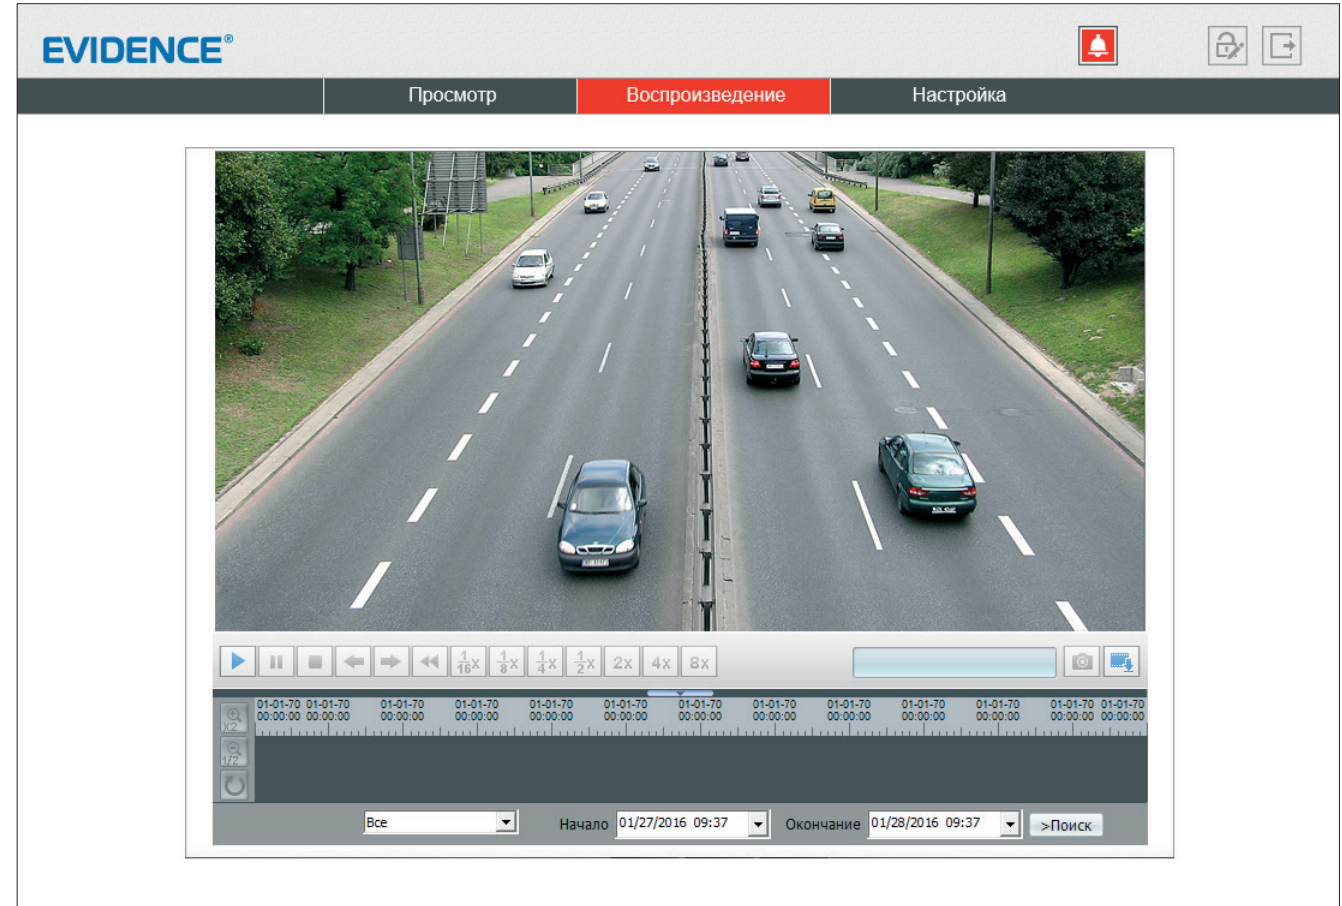 EVIDENCE®
Просмотр Воспроизведение Настройка
1/16x 1/8x 1/4x 1/2x 2x 4x 8x
01-01-70 01-01-70 01-01-70 01-01-70 01-01-70 01-01-70 01-01-70 01-01-70 01-01-70 01-01-70 01-01-70 01-01-70 01-01-70
00:00:00 00:00:00 00:00:00 00:00:00 00:00:00 00:00:00 00:00:00 00:00:00 00:00:00 00:00:00 00:00:00 00:00:00 00:00:00
X2
1/2
Все Начало 01/27/2016 09:37 Окончание 01/28/2016 09:37 >Поиск